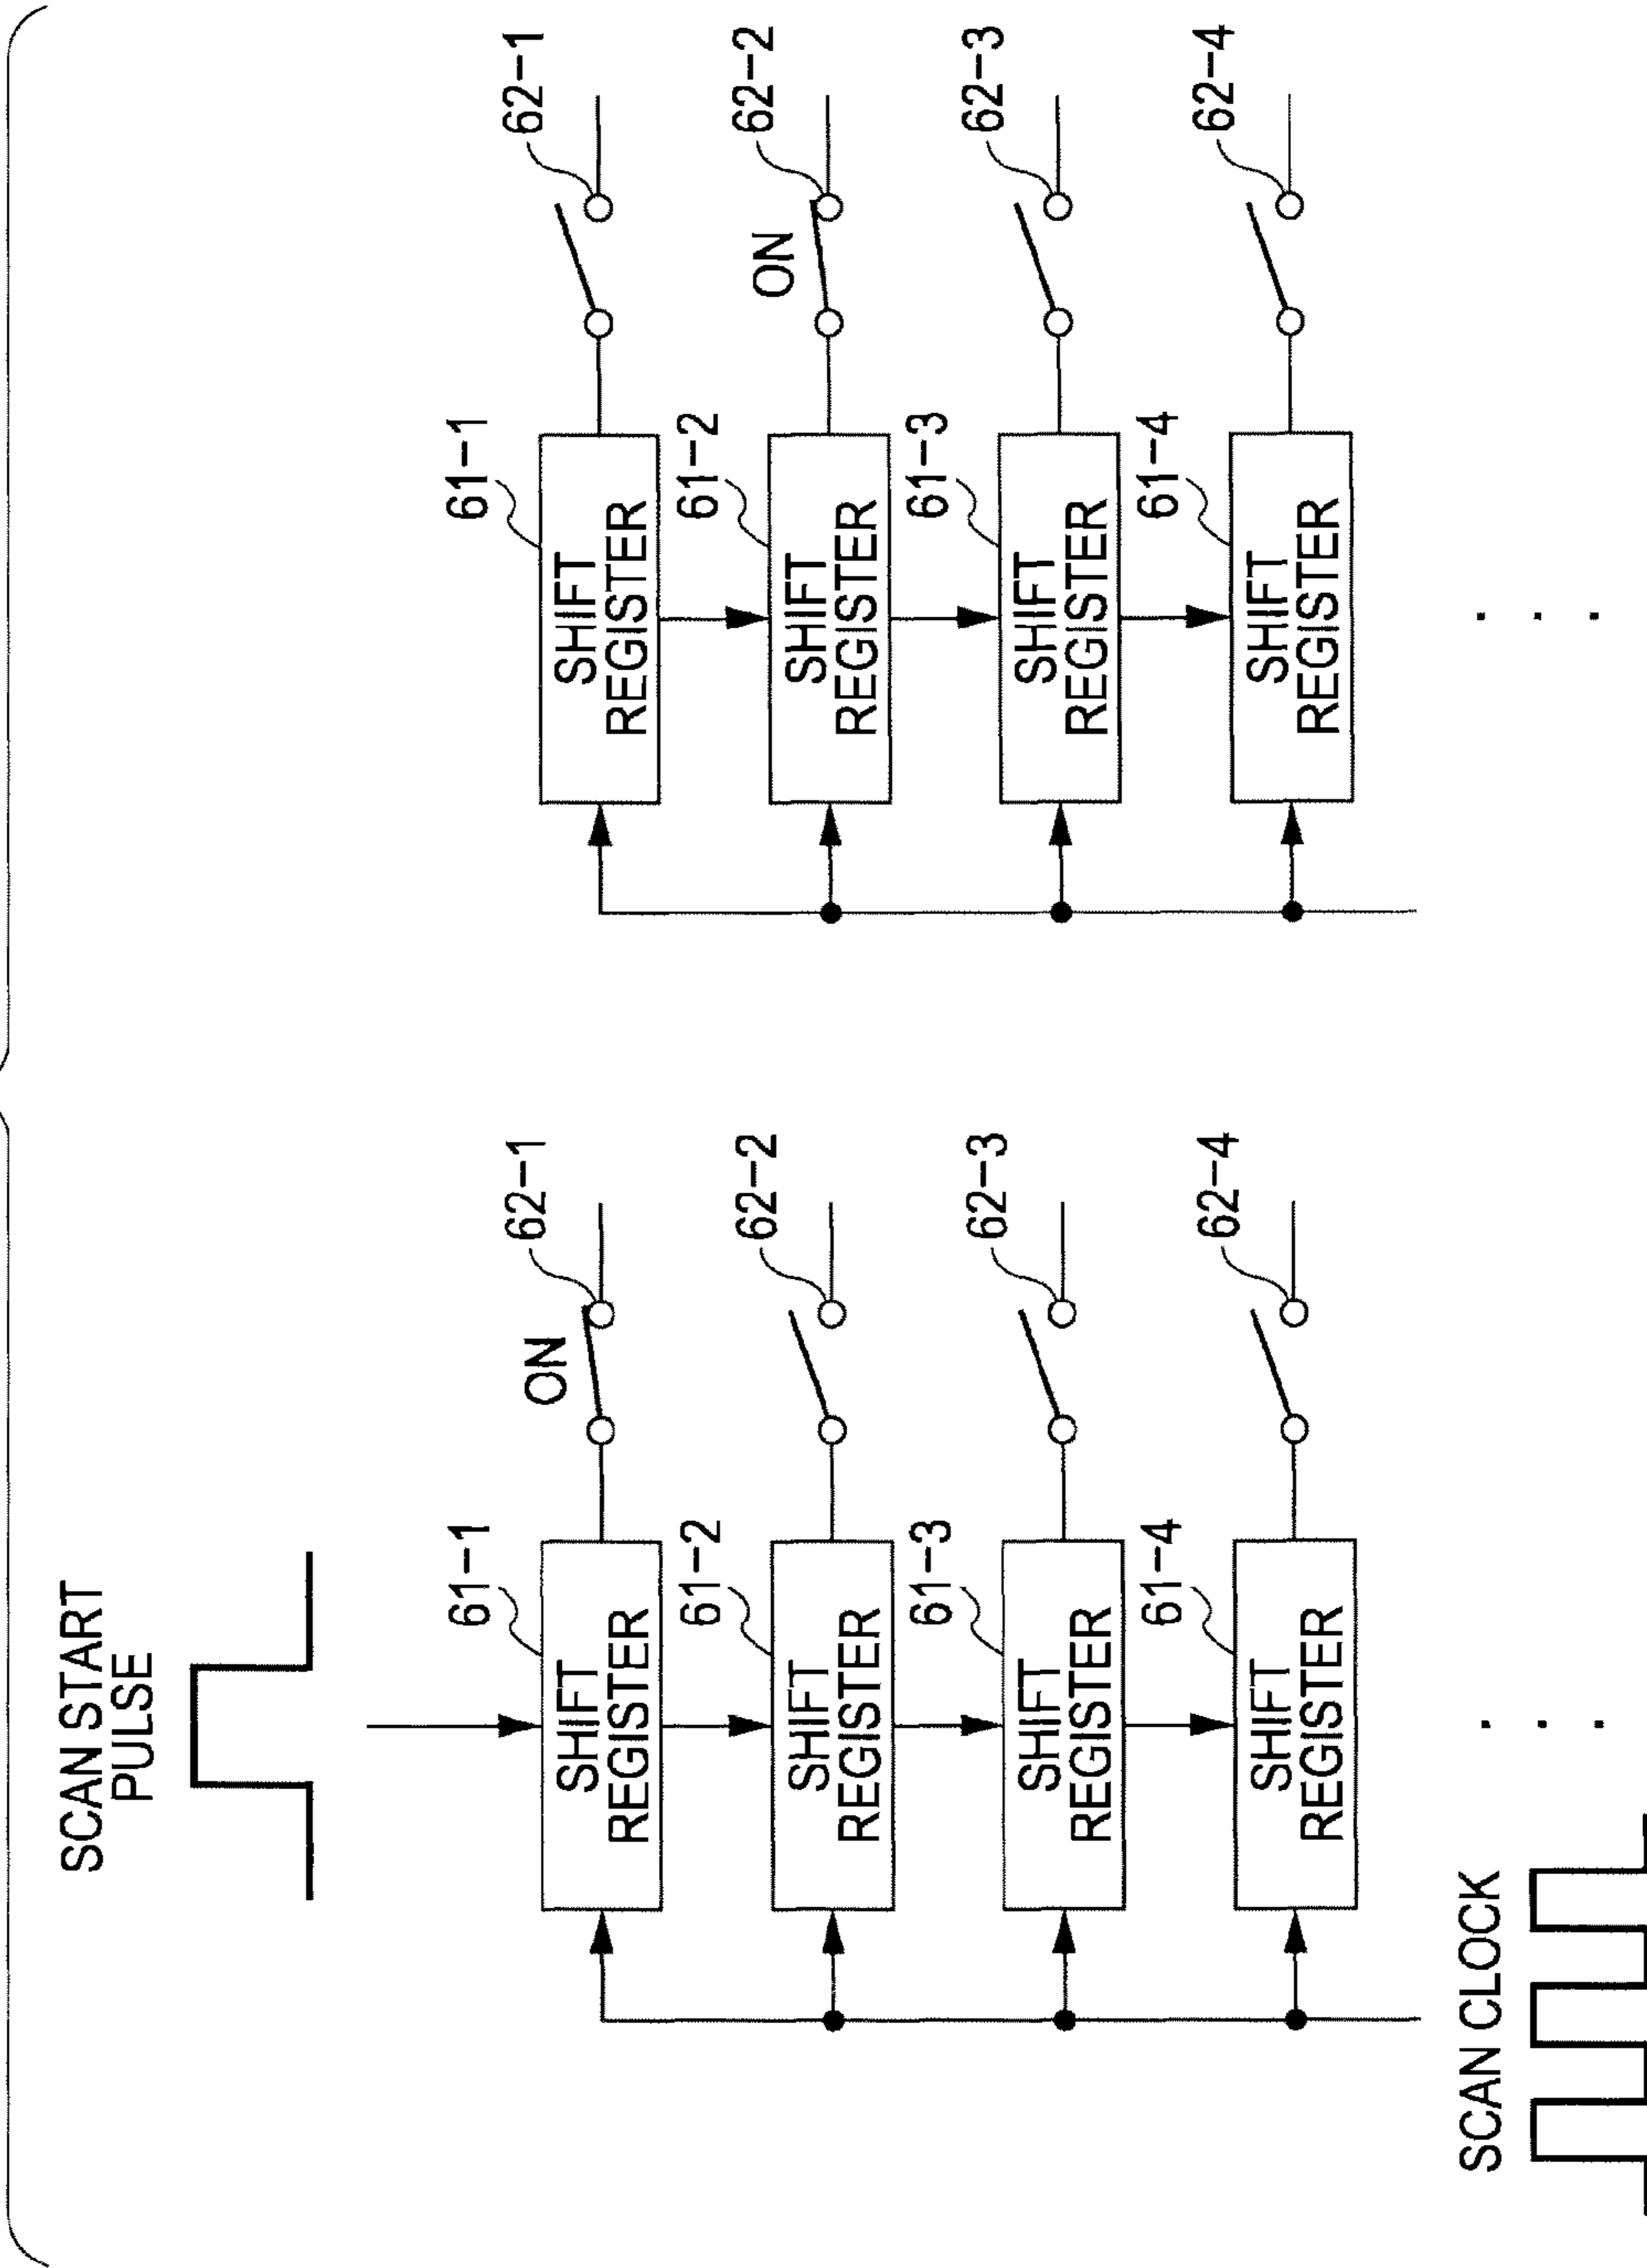 SCAN START
PULSE
61-1
SHIFT
REGISTER
ON
62-1
61-2
SHIFT
REGISTER
62-2
61-3
SHIFT
REGISTER
62-3
61-4
SHIFT
REGISTER
62-4
. . .
SCAN CLOCK
61-1
SHIFT
REGISTER
62-1
61-2
SHIFT
REGISTER
ON
62-2
61-3
SHIFT
REGISTER
62-3
61-4
SHIFT
REGISTER
62-4
. . .